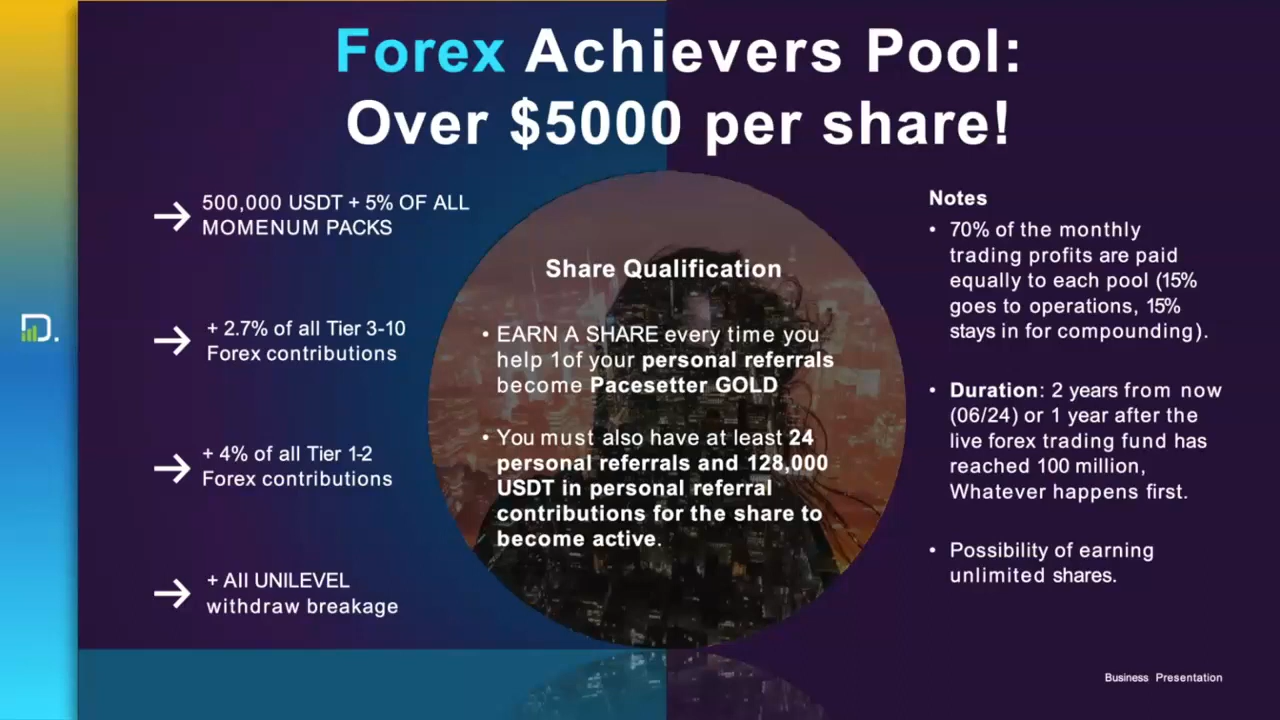 Forex Achievers Pool:
Over $5000 per share!
500,000 USDT + 5% OF ALL
MOMENUM PACKS
+ 2.7% of all Tier 3-10
Forex contributions
+ 4% of all Tier 1-2
Forex contributions
+ All UNILEVEL
withdraw breakage
Share Qualification
• EARN A SHARE every time you
help 1of your personal referrals
become Pacesetter GOLD
• You must also have at least 24
personal referrals and 128,000
USDT in personal referral
contributions for the share to
become active.
Notes
• 70% of the monthly
trading profits are paid
equally to each pool (15%
goes to operations, 15%
stays in for compounding).
• Duration: 2 years from now
(06/24) or 1 year after the
live forex trading fund has
reached 100 million,
Whatever happens first.
• Possibility of earning
unlimited shares.
D.
Business Presentation